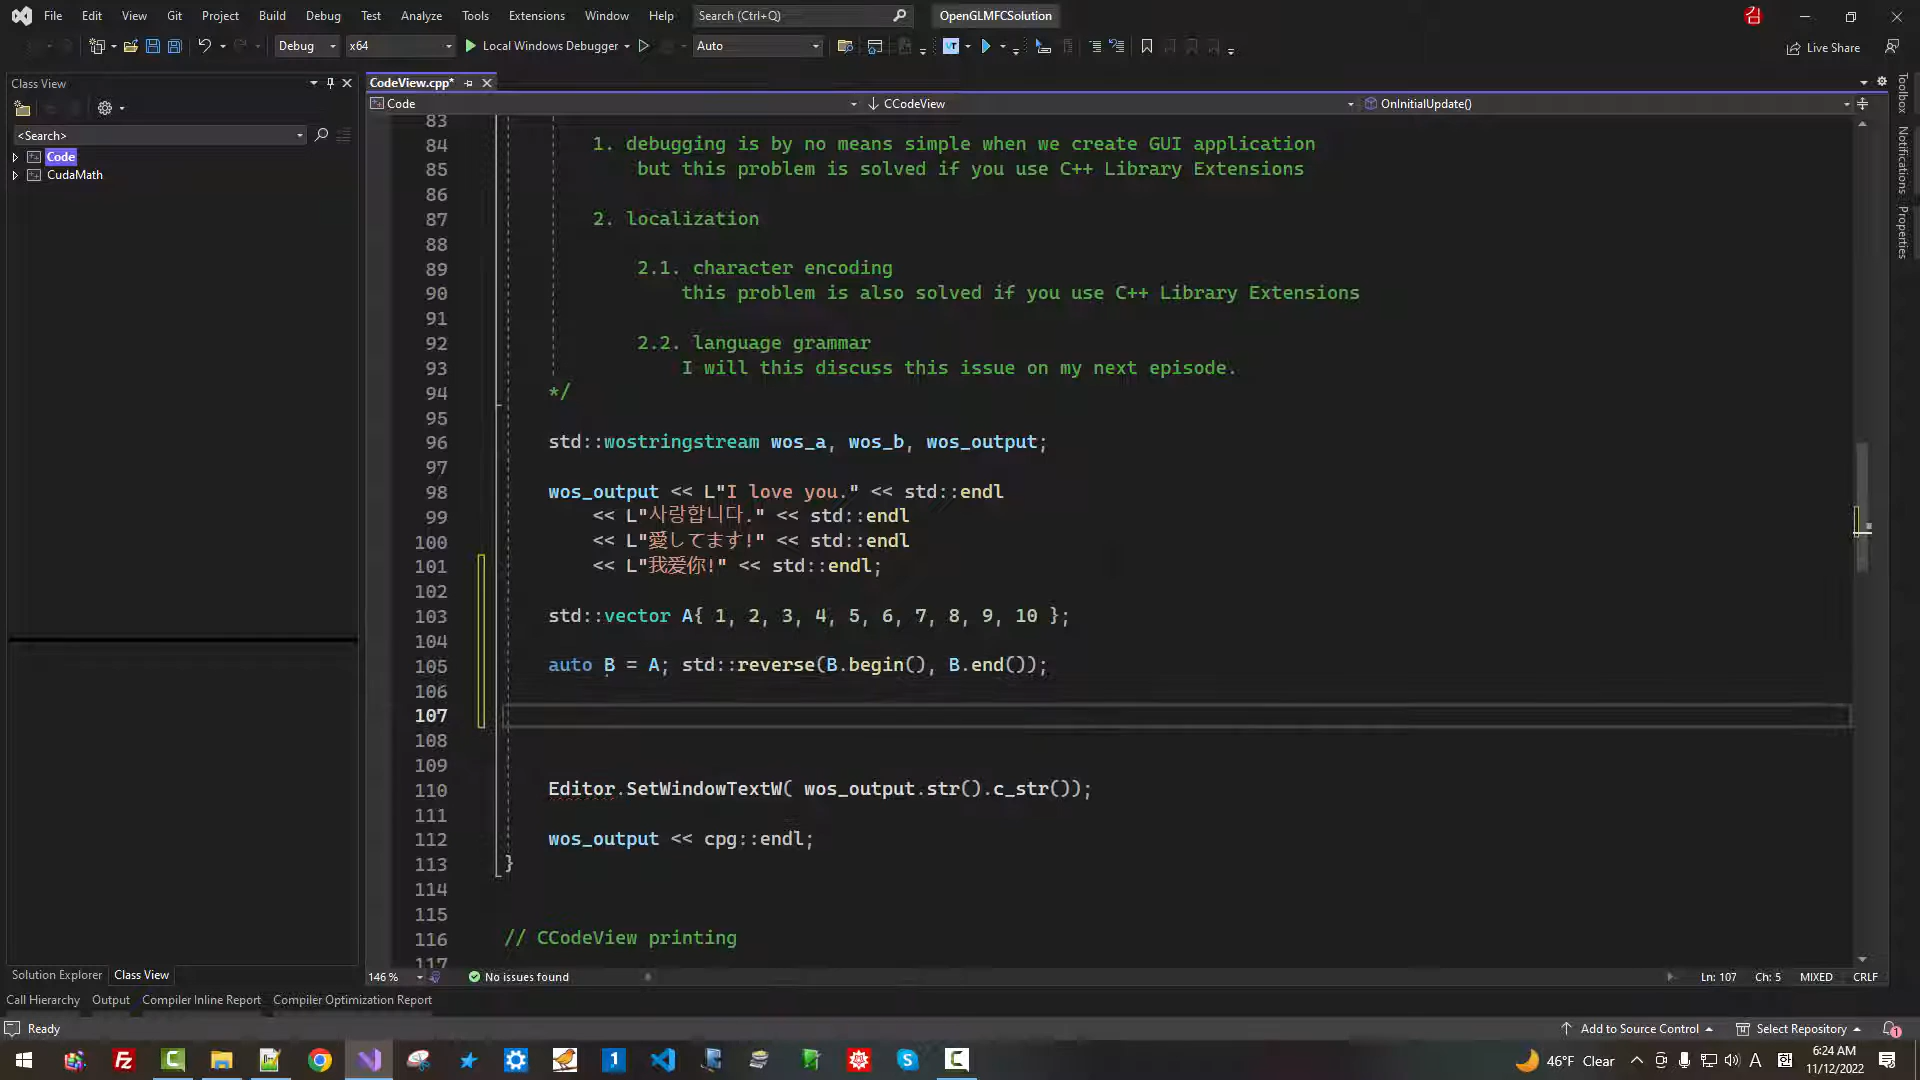 File Edit View Git Project Build Debug Test Analyze Tools Extensions Window Help Search (Ctrl+Q) OpenGLMFCSolution 김
Debug x64 Local Windows Debugger Auto Live Share
Class View
CodeView.cpp*
Code CCodeView OnInitialUpdate()
<Search>
Code
CudaMath
83
84 1. debugging is by no means simple when we create GUI application
85 but this problem is solved if you use C++ Library Extensions
86
87 2. localization
88
89 2.1. character encoding
90 this problem is also solved if you use C++ Library Extensions
91
92 2.2. language grammar
93 I will this discuss this issue on my next episode.
94 */
95
96 std::wostringstream wos_a, wos_b, wos_output;
97
98 wos_output << L"I love you." << std::endl
99 << L"사랑합니다." << std::endl
100 << L"愛してます!" << std::endl
101 << L"我爱你!" << std::endl;
102
103 std::vector A{ 1, 2, 3, 4, 5, 6, 7, 8, 9, 10 };
104
105 auto B = A; std::reverse(B.begin(), B.end());
106
107
108
109
110 Editor.SetWindowTextW( wos_output.str().c_str());
111
112 wos_output << cpg::endl;
113 }
114
115
116 // CCodeView printing
117
Toolbox
Notifications
Properties
Solution Explorer Class View
146 % No issues found Ln: 107 Ch: 5 MIXED CRLF
Call Hierarchy Output Compiler Inline Report Compiler Optimization Report
Ready Add to Source Control Select Repository 1
46°F Clear A 한 6:24 AM
11/12/2022